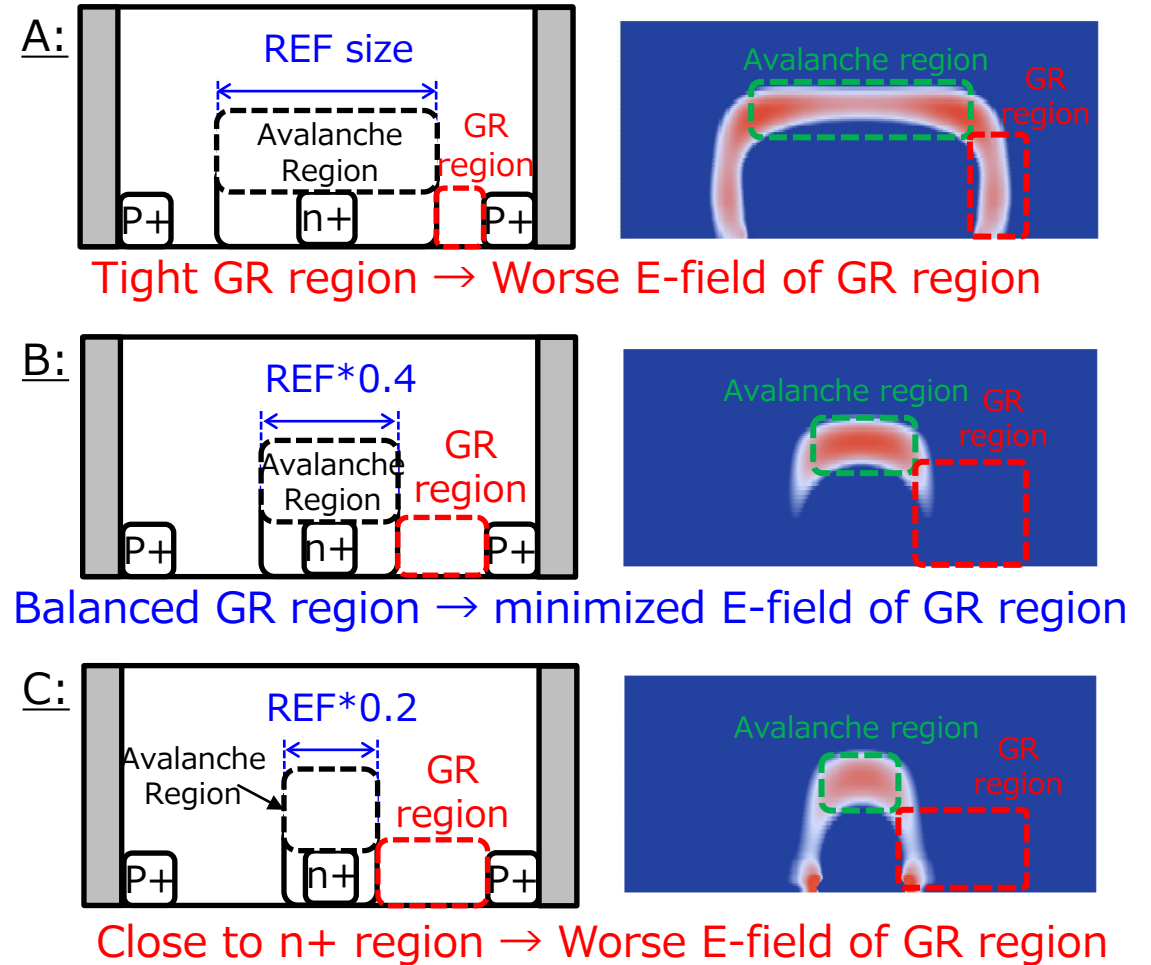 A:
REF size
Avalanche
Region
GR
region
P+
n+
P+
Avalanche region
GR
region
Tight GR region → Worse E-field of GR region
B:
REF*0.4
Avalanche
Region
GR
region
P+
n+
P+
Avalanche region
GR
region
Balanced GR region → minimized E-field of GR region
C:
REF*0.2
Avalanche
Region
GR
region
P+
n+
P+
Avalanche region
GR
region
Close to n+ region → Worse E-field of GR region